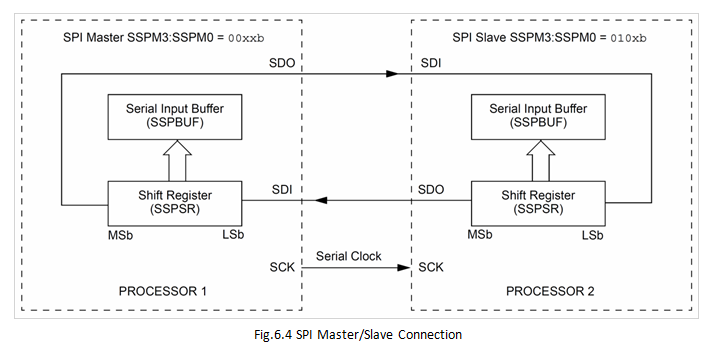 SPI Master SSPM3:SSPM0 = 00xxb
SPI Slave SSPM3:SSPM0 = 010xb
SDO
SDI
Serial Input Buffer
(SSPBUF)
Serial Input Buffer
(SSPBUF)
Shift Register
(SSPSR)
SDI
SDO
Shift Register
(SSPSR)
MSb
LSb
MSb
LSb
Serial Clock
SCK
SCK
PROCESSOR 1
PROCESSOR 2
Fig.6.4 SPI Master/Slave Connection